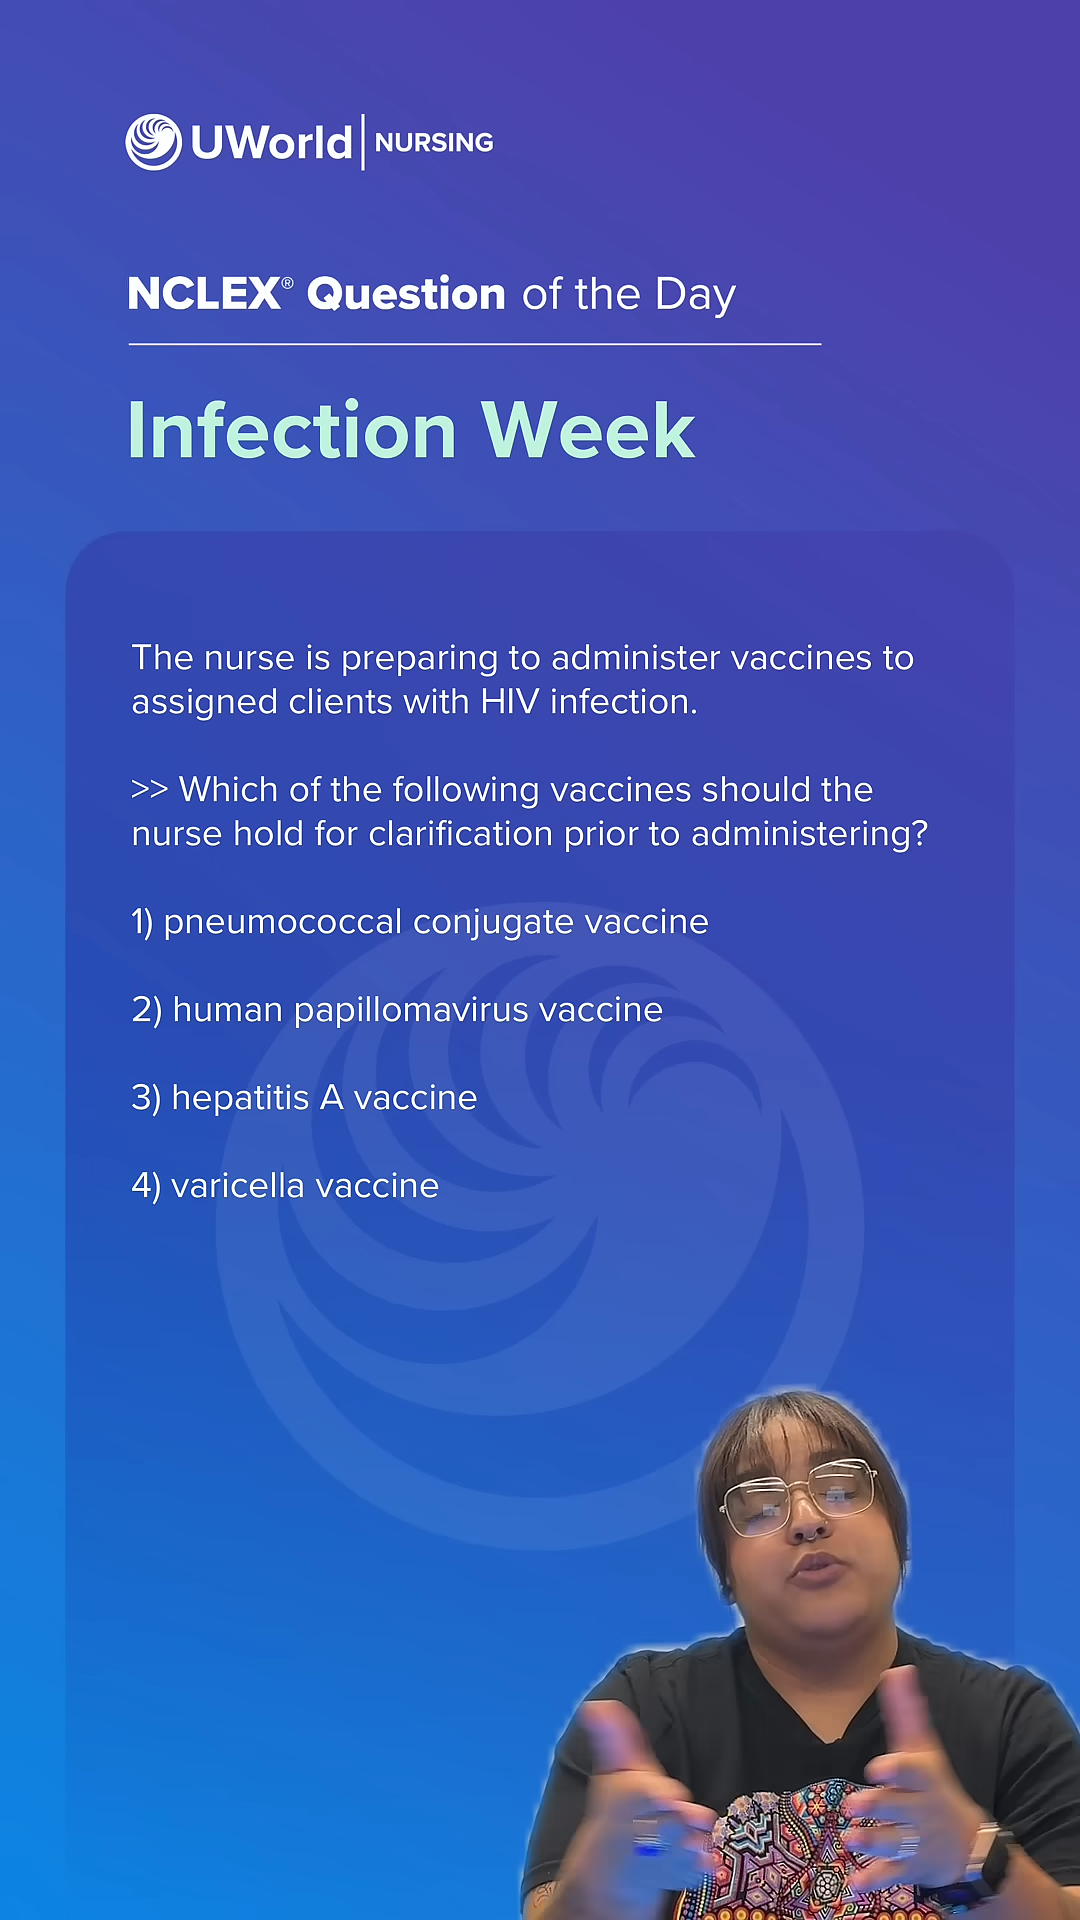 UWorld | NURSING
NCLEX® Question of the Day
Infection Week
The nurse is preparing to administer vaccines to
assigned clients with HIV infection.
>> Which of the following vaccines should the
nurse hold for clarification prior to administering?
1) pneumococcal conjugate vaccine
2) human papillomavirus vaccine
3) hepatitis A vaccine
4) varicella vaccine